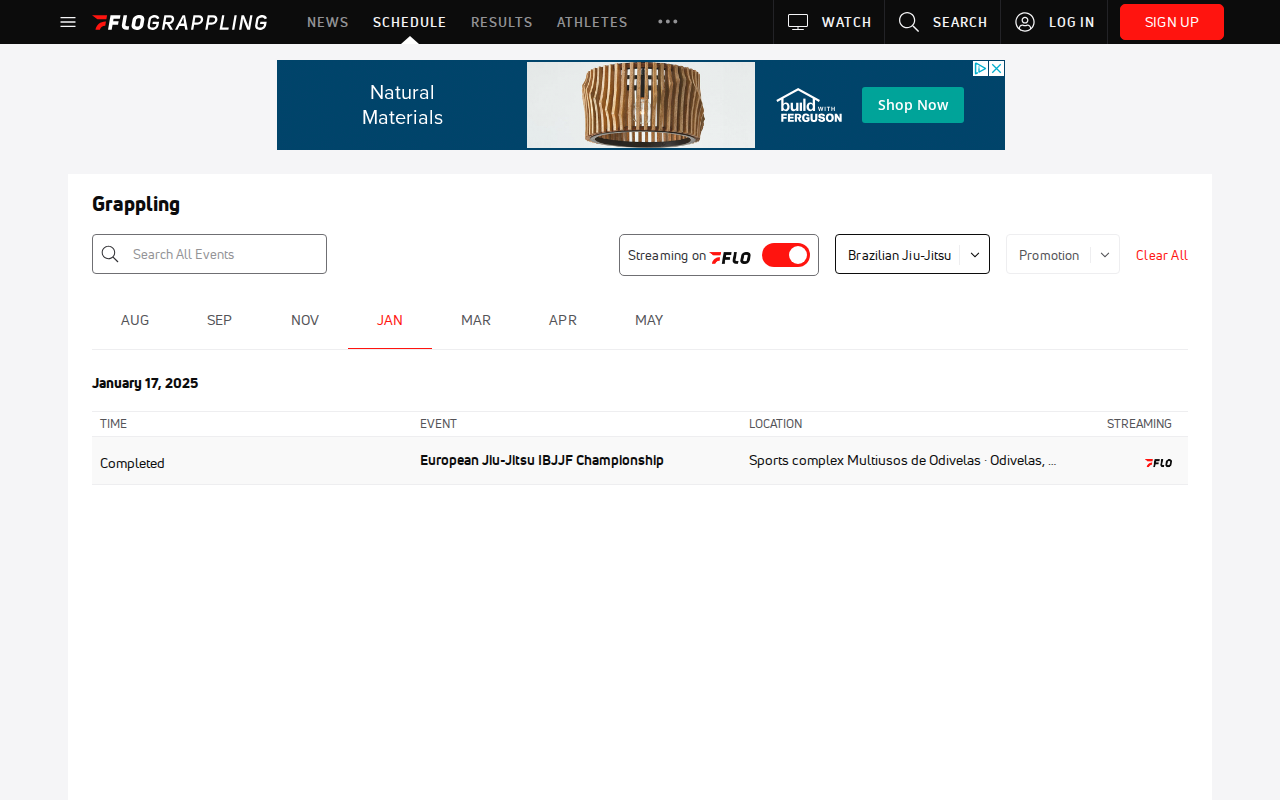 FLOGRAPPLING
NEWS
SCHEDULE
RESULTS
ATHLETES
WATCH
SEARCH
LOG IN
SIGN UP
Natural
Materials
build WITH
FERGUSON
Shop Now
Grappling
Search All Events
Streaming on FLO
Brazilian Jiu-Jitsu
Promotion
Clear All
AUG
SEP
NOV
JAN
MAR
APR
MAY
January 17, 2025
TIME
EVENT
LOCATION
STREAMING
Completed
European Jiu-Jitsu IBJJF Championship
Sports complex Multiusos de Odivelas · Odivelas, ...
FLO